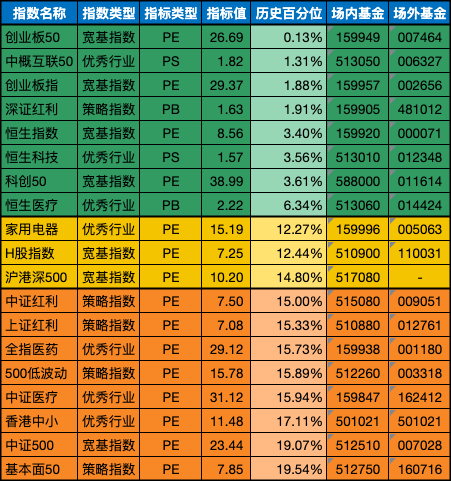 指数名称 指数类型 指标类型 指标值 历史百分位 场内基金 场外基金
创业板50 宽基指数 PE 26.69 0.13% 159949 007464
中概互联50 优秀行业 PS 1.82 1.31% 513050 006327
创业板指 宽基指数 PE 29.37 1.88% 159957 002656
深证红利 策略指数 PB 1.63 1.91% 159905 481012
恒生指数 宽基指数 PE 8.56 3.40% 159920 000071
恒生科技 优秀行业 PS 1.57 3.56% 513010 012348
科创50 宽基指数 PE 38.99 3.61% 588000 011614
恒生医疗 优秀行业 PB 2.22 6.34% 513060 014424
家用电器 优秀行业 PE 15.19 12.27% 159996 005063
H股指数 宽基指数 PE 7.25 12.44% 510900 110031
沪港深500 宽基指数 PE 10.20 14.80% 517080 -
中证红利 策略指数 PE 7.50 15.00% 515080 009051
上证红利 策略指数 PE 7.08 15.33% 510880 012761
全指医药 优秀行业 PE 29.12 15.73% 159938 001180
500低波动 策略指数 PE 15.78 15.89% 512260 003318
中证医疗 优秀行业 PE 31.12 15.94% 159847 162412
香港中小 优秀行业 PE 11.48 17.11% 501021 501021
中证500 宽基指数 PE 23.44 19.07% 512510 007028
基本面50 策略指数 PE 7.85 19.54% 512750 160716